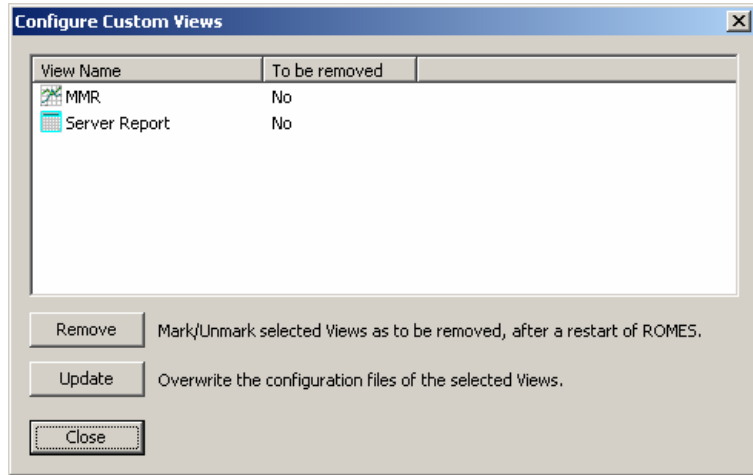 Configure Custom Views
View Name To be removed
MMR No
Server Report No
Remove Mark/Unmark selected Views as to be removed, after a restart of ROMES.
Update Overwrite the configuration files of the selected Views.
Close